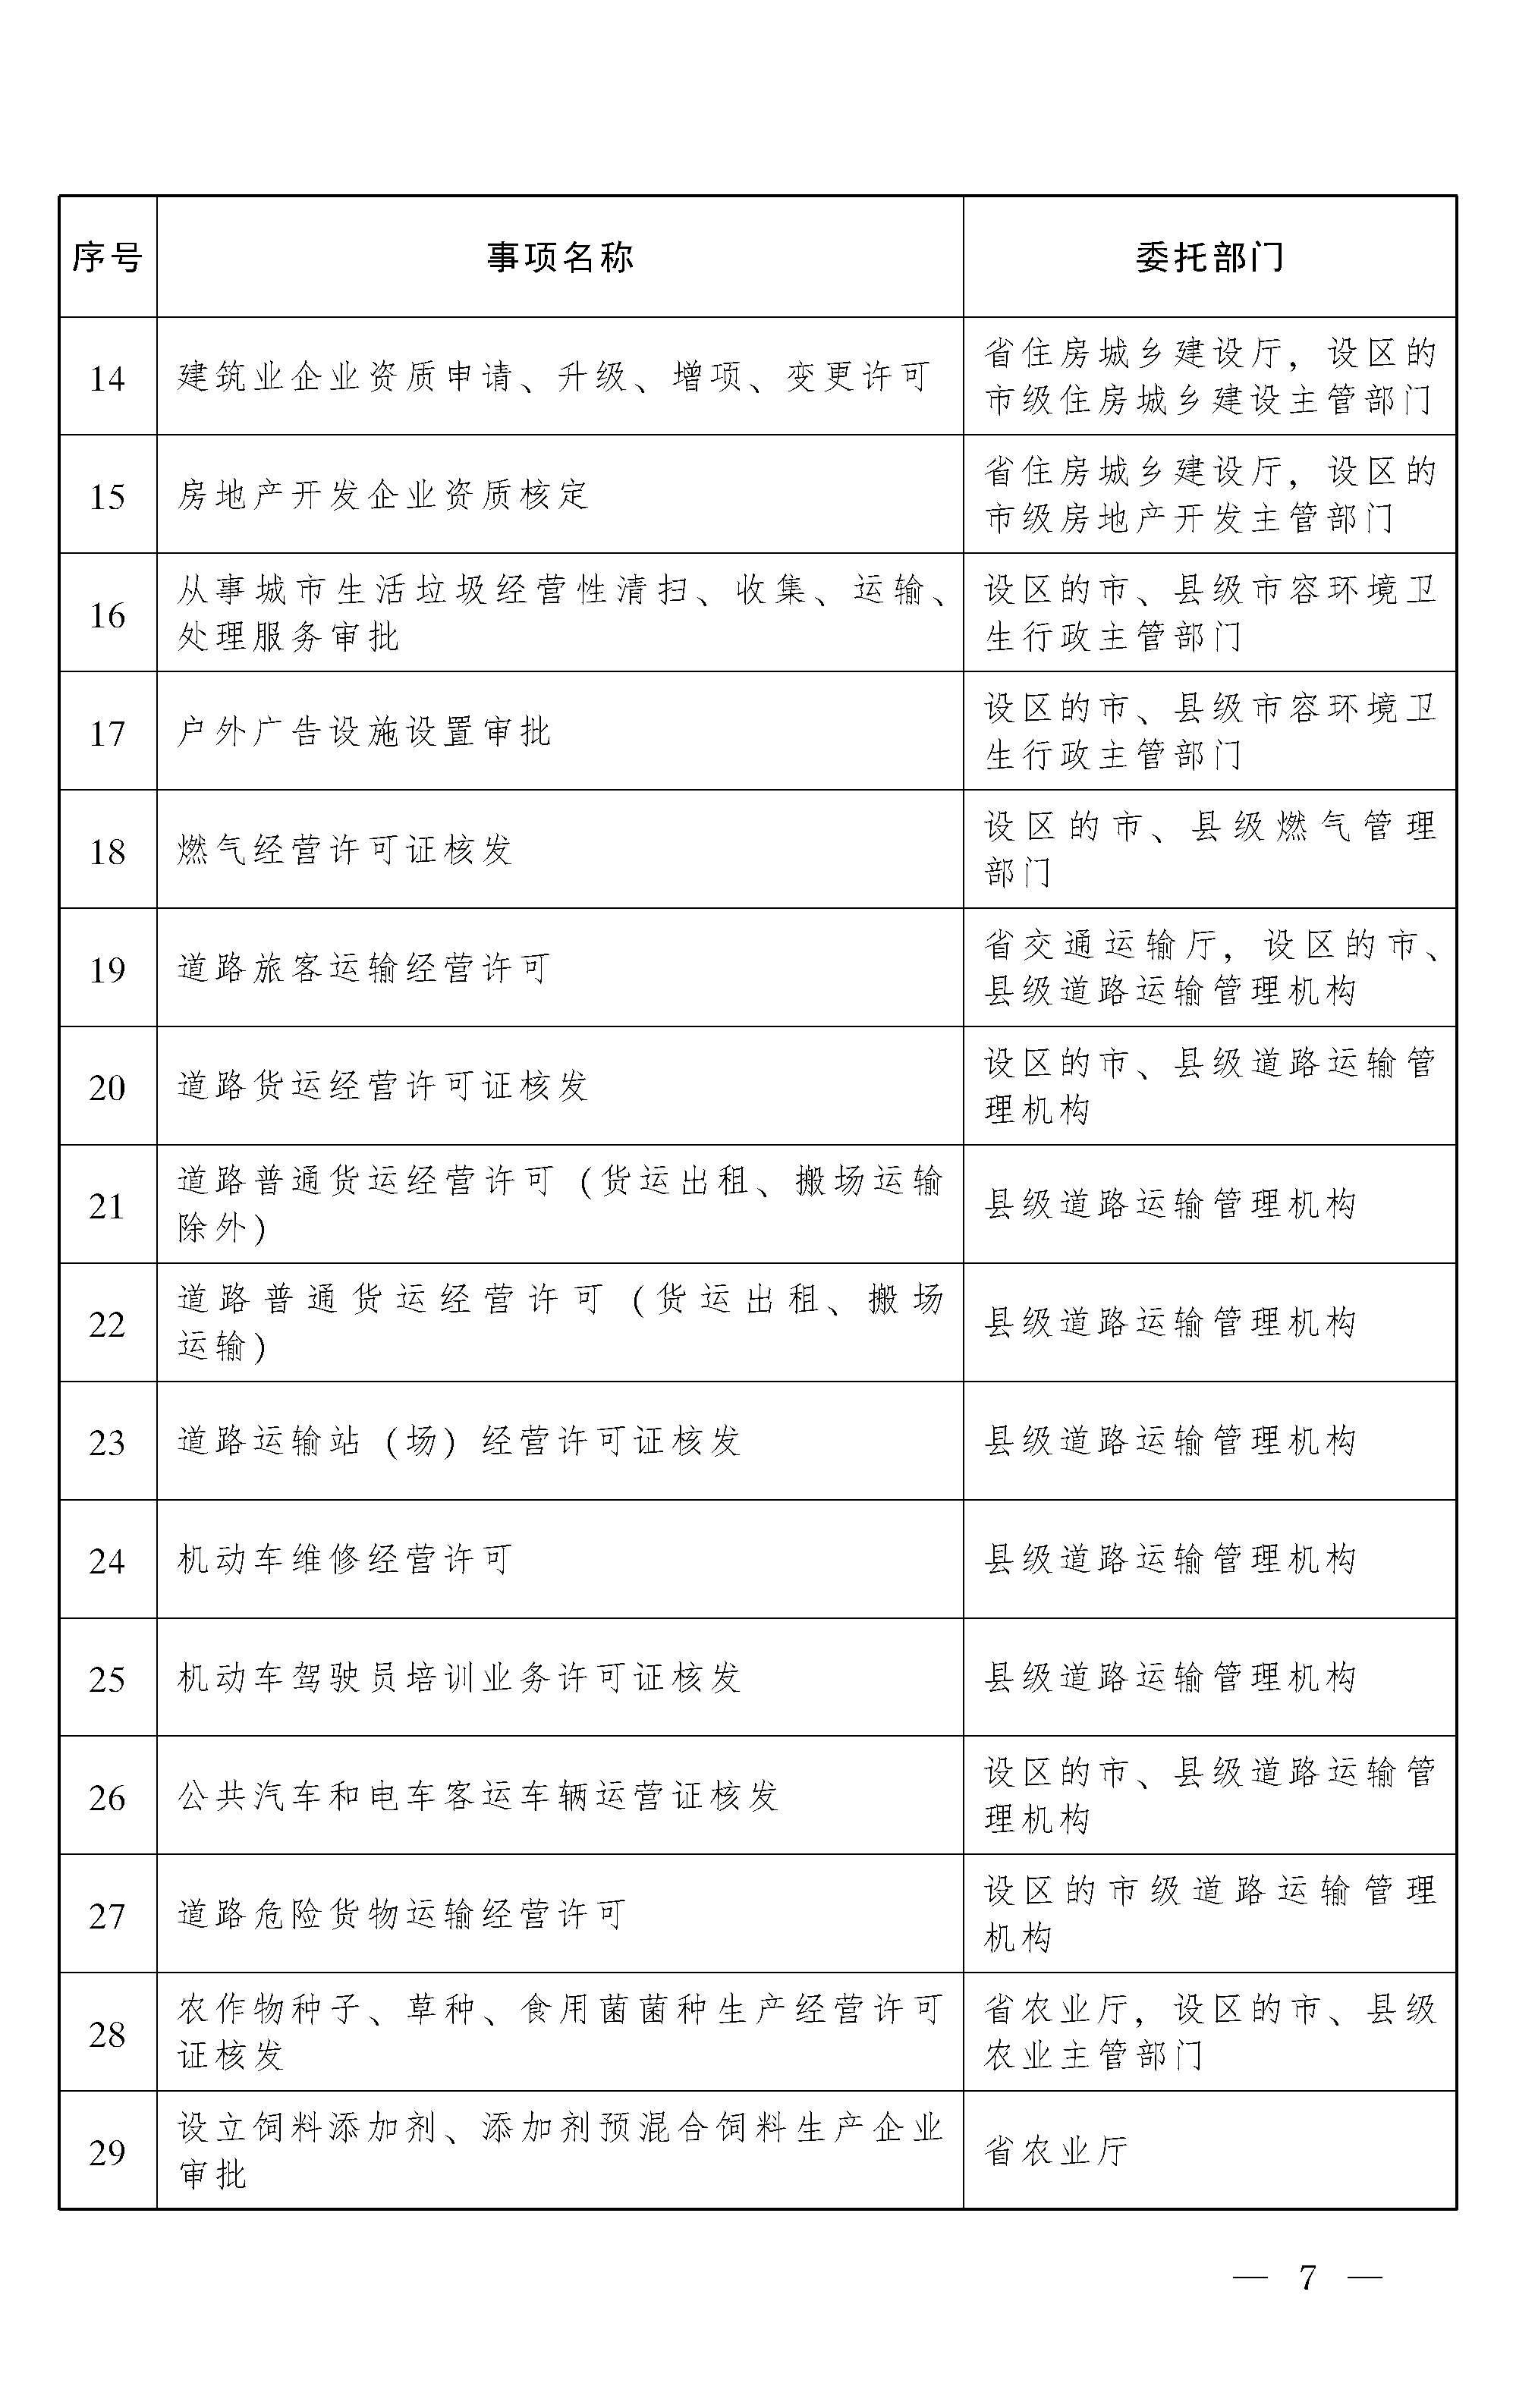 序号 事项名称 委托部门
14 建筑业企业资质申请、升级、增项、变更许可 省住房城乡建设厅，设区的
市级住房城乡建设主管部门
15 房地产开发企业资质核定 省住房城乡建设厅，设区的
市级房地产开发主管部门
16 从事城市生活垃圾经营性清扫、收集、运输、
处理服务审批
设区的市、县级市容环境卫
生行政主管部门
17 户外广告设施设置审批 设区的市、县级市容环境卫
生行政主管部门
18 燃气经营许可证核发 设区的市、县级燃气管理
部门
19 道路旅客运输经营许可 省交通运输厅，设区的市、
县级道路运输管理机构
20 道路货运经营许可证核发 设区的市、县级道路运输管
理机构
21 道路普通货运经营许可（货运出租、搬场运输
除外）
县级道路运输管理机构
22 道路普通货运经营许可（货运出租、搬场
运输）
县级道路运输管理机构
23 道路运输站（场）经营许可证核发 县级道路运输管理机构
24 机动车维修经营许可 县级道路运输管理机构
25 机动车驾驶员培训业务许可证核发 县级道路运输管理机构
26 公共汽车和电车客运车辆运营证核发 设区的市、县级道路运输管
理机构
27 道路危险货物运输经营许可 设区的市级道路运输管理
机构
28 农作物种子、草种、食用菌菌种生产经营许可
证核发
省农业厅，设区的市、县级
农业主管部门
29 设立饲料添加剂、添加剂预混合饲料生产企业
审批
省农业厅
— 7 —